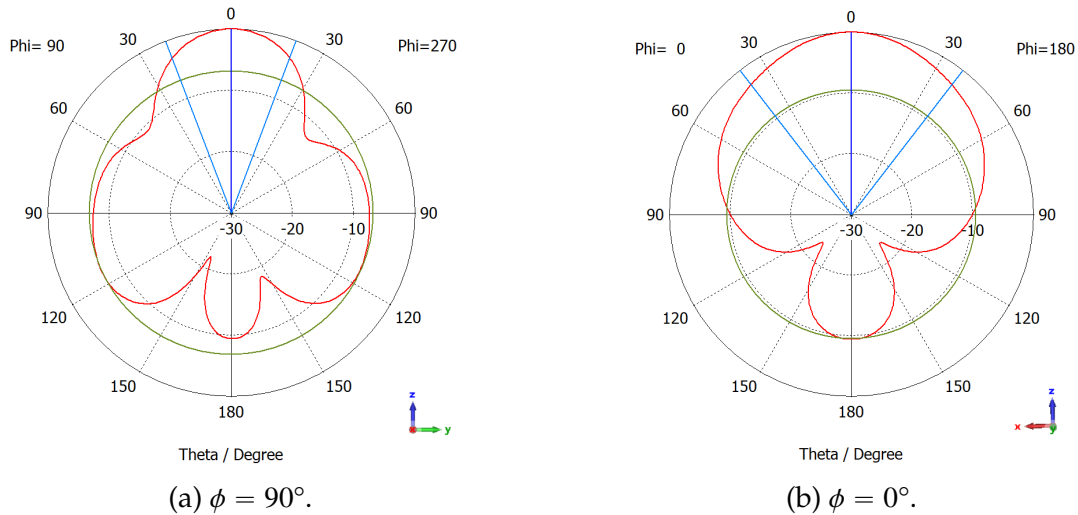 0
30 30
Phi= 90 Phi=270
60 60
90 90
-30 -20 -10
120 120
150 150
180
z
x y
Theta / Degree
(a) ϕ = 90°.
0
30 30
Phi= 0 Phi=180
60 60
90 90
-30 -20 -10
120 120
150 150
180
z
x y
Theta / Degree
(b) ϕ = 0°.